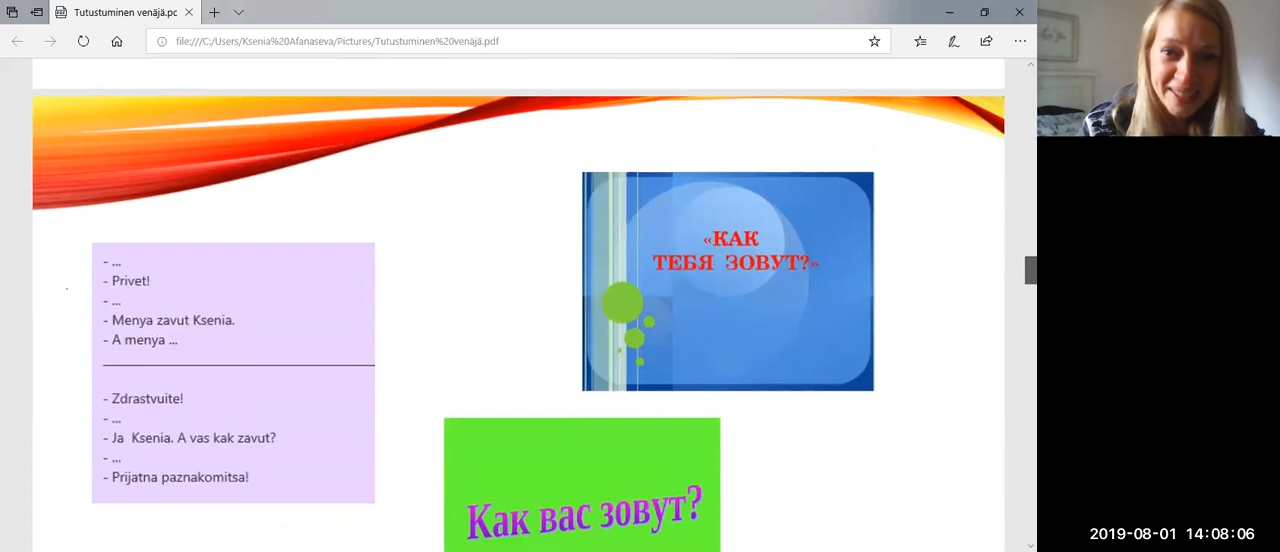 Tutustuminen venäjä.pc
file:///C:/Users/Ksenia%20Afanaseva/Pictures/Tutustuminen%20venäjä.pdf
«КАК
ТЕБЯ ЗОВУТ?»
- ...
- Privet!
- ...
- Menya zavut Ksenia.
- A menya ...
- Zdrastvuite!
- ...
- Ja Ksenia. A vas kak zavut?
- ...
- Prijatna paznakomitsa!
Как вас зовут?
2019-08-01 14:08:06